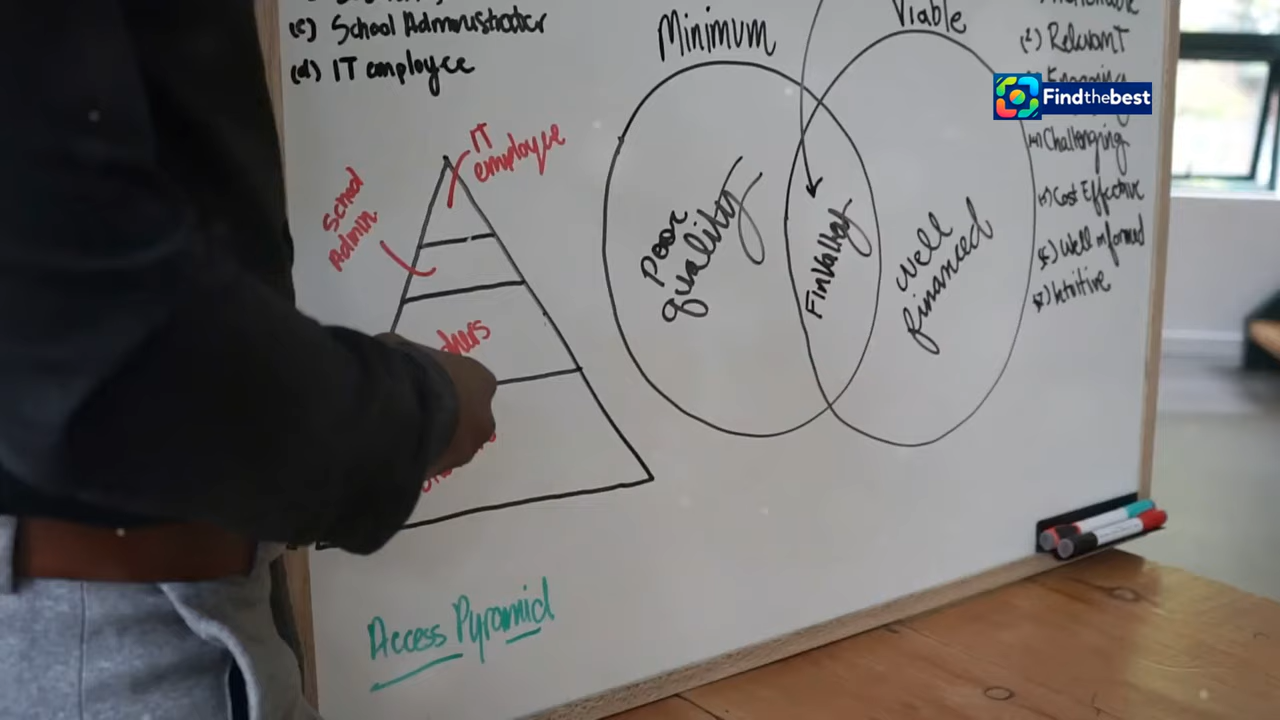 (c) School Administrator
(d) IT employee
IT
employee
School
Admin
Access Pyramid
Minimum
Viable
Poor
quality
FinValley
Well
financed
(2) Relevant
Challenging
Cost Effective
Well informed
Intuitive
Findthebest